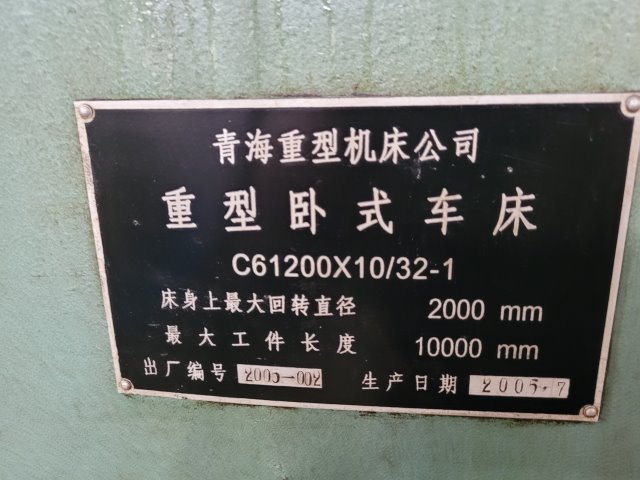 青海重型机床公司
重型卧式车床
C61200X10/32-1
床身上最大回转直径 2000 mm
最大工件长度 10000 mm
出厂编号 2005-002 生产日期 2005.7